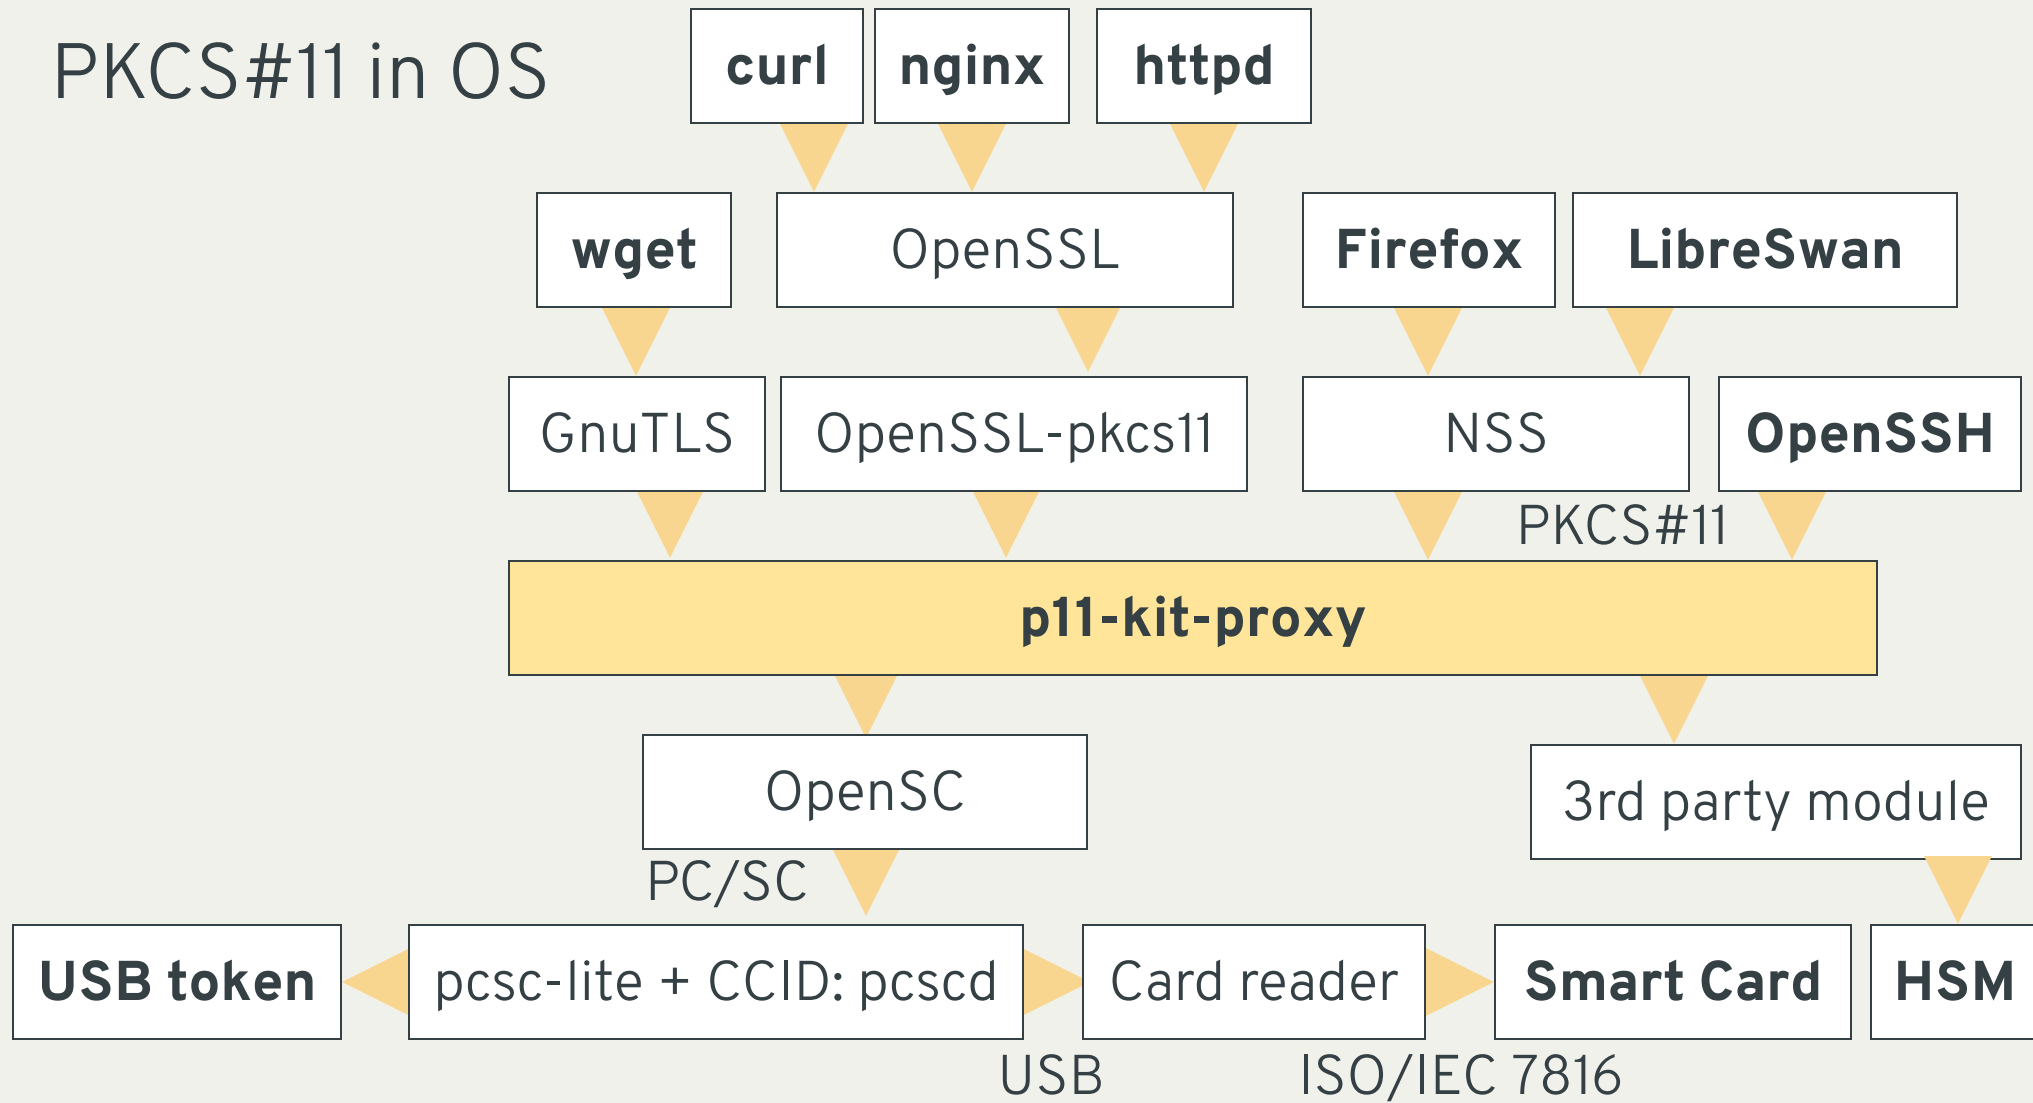 PKCS#11 in OS
curl
nginx
httpd
wget
OpenSSL
Firefox
LibreSwan
GnuTLS
OpenSSL-pkcs11
NSS
OpenSSH
PKCS#11
p11-kit-proxy
OpenSC
3rd party module
PC/SC
USB token
pcsc-lite + CCID: pcscd
Card reader
Smart Card
HSM
USB
ISO/IEC 7816